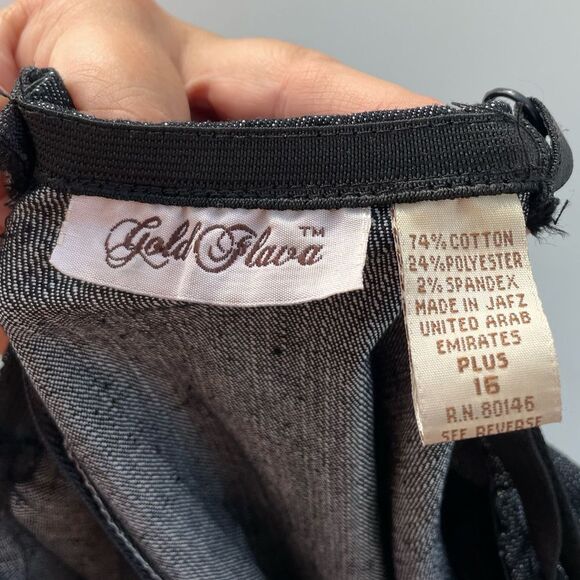 Gold Flava™
74% COTTON
24% POLYESTER
2% SPANDEX
MADE IN JAFZ
UNITED ARAB
EMIRATES
PLUS
16
R.N. 80146
SEE REVERSE